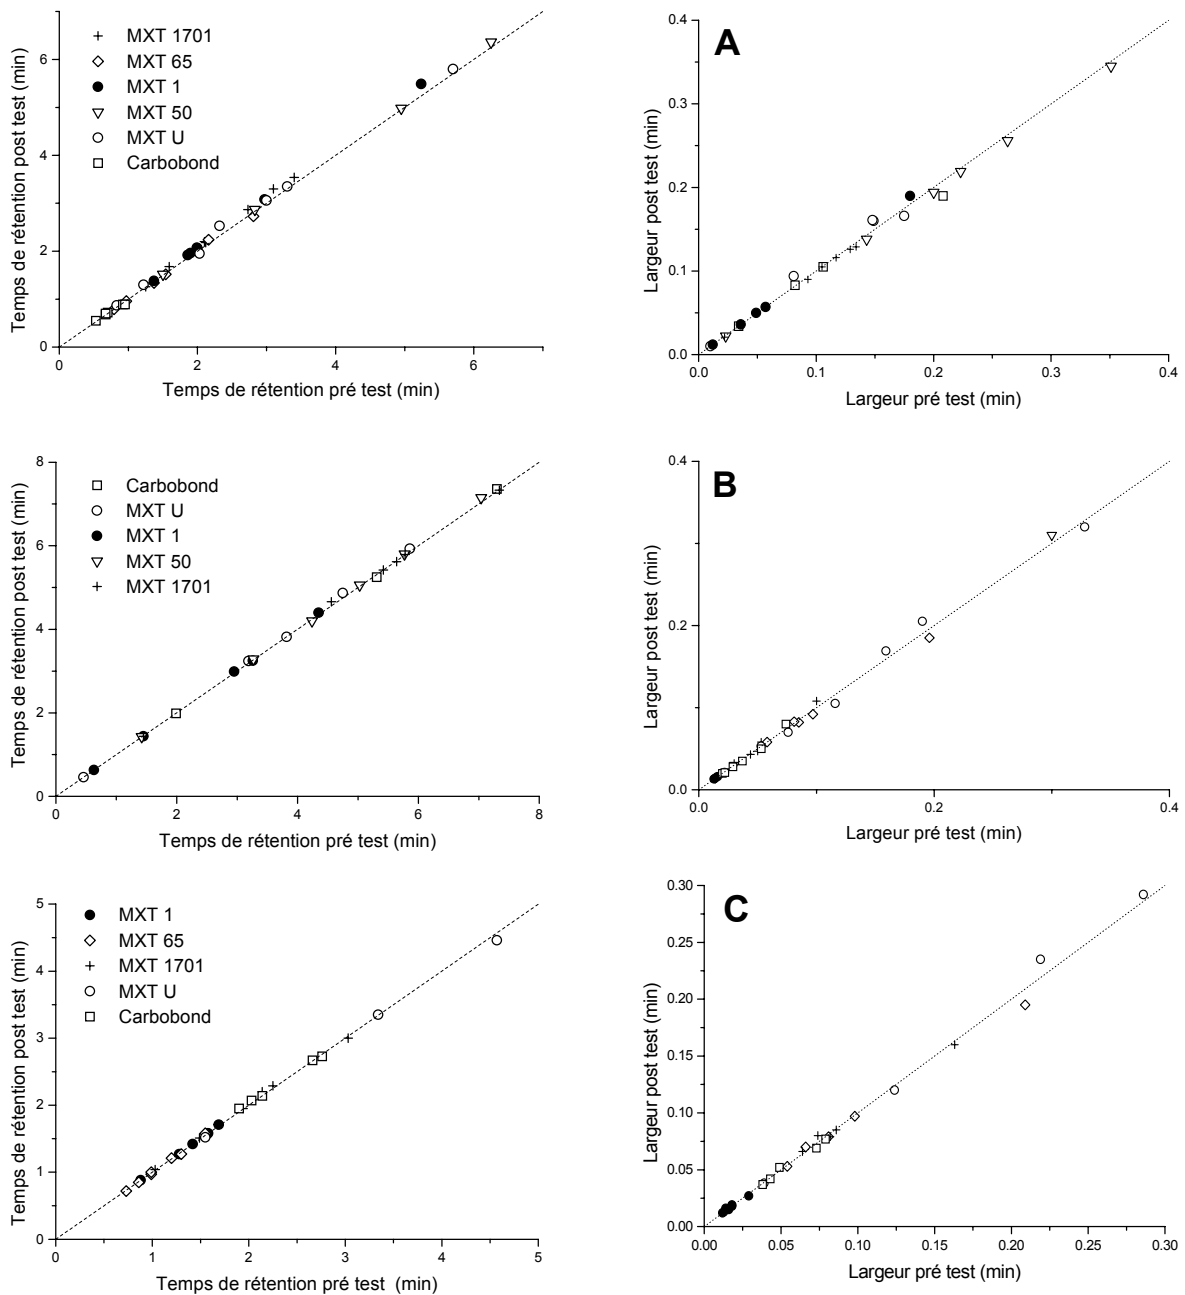 Temps de rétention post test (min)
6
4
2
0
MXT 1701
MXT 65
MXT 1
MXT 50
MXT U
Carbobond
0 2 4 6
Temps de rétention pré test (min)
A
Largeur post test (min)
0.4
0.3
0.2
0.1
0.0
0.0 0.1 0.2 0.3 0.4
Largeur pré test (min)
Temps de rétention post test (min)
8
6
4
2
0
Carbobond
MXT U
MXT 1
MXT 50
MXT 1701
0 2 4 6 8
Temps de rétention pré test (min)
B
Largeur post test (min)
0.4
0.2
0.0
0.0 0.2 0.4
Largeur pré test (min)
Temps de rétention post test (min)
5
4
3
2
1
0
MXT 1
MXT 65
MXT 1701
MXT U
Carbobond
0 1 2 3 4 5
Temps de rétention pré test (min)
C
Largeur post test (min)
0.30
0.25
0.20
0.15
0.10
0.05
0.00
0.00 0.05 0.10 0.15 0.20 0.25 0.30
Largeur pré test (min)